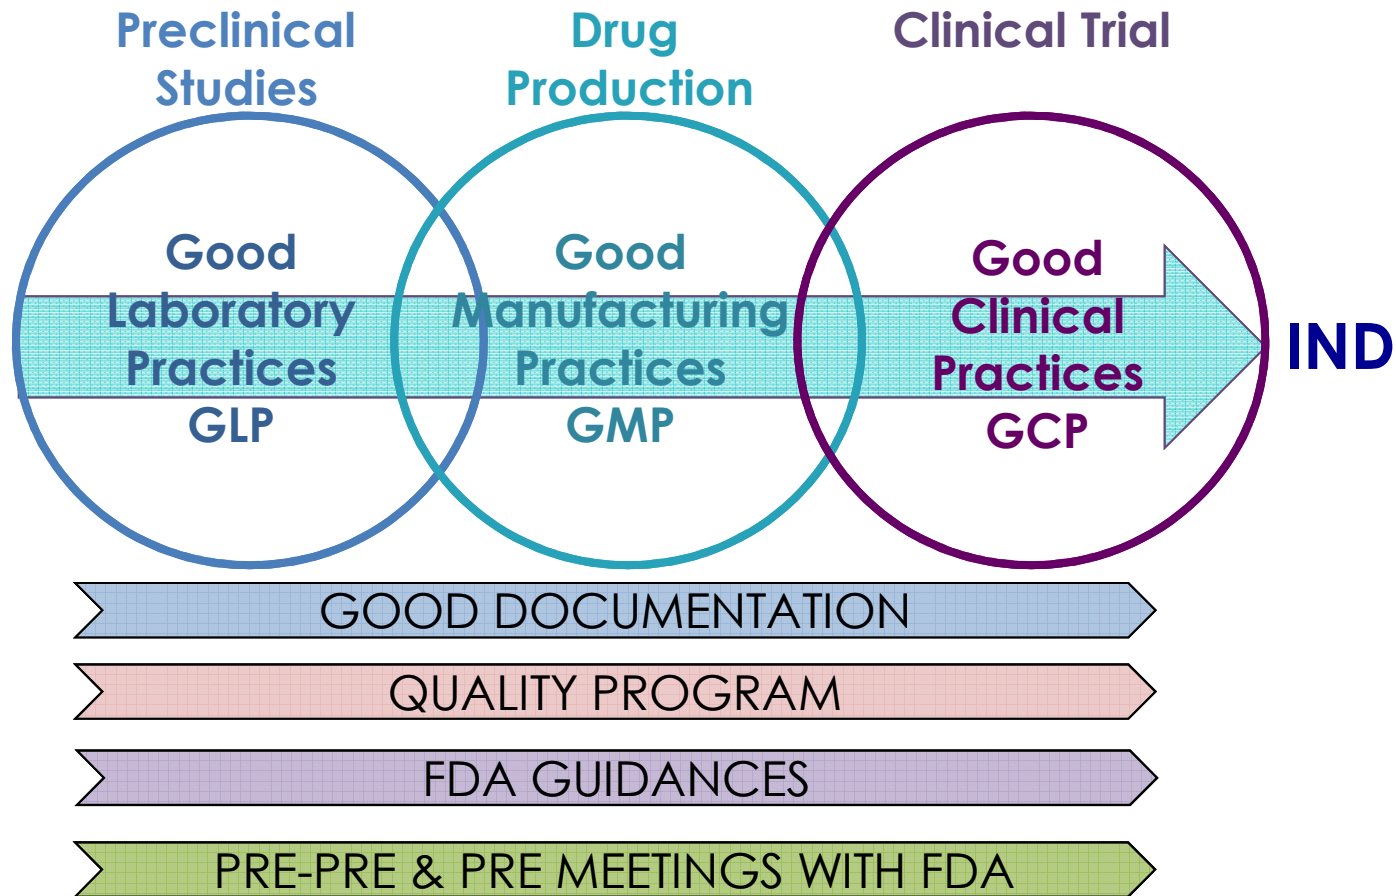 Preclinical
Studies
Drug
Production
Clinical Trial
Good
Laboratory
Practices
GLP
Good
Manufacturing
Practices
GMP
Good
Clinical
Practices
GCP
IND
GOOD DOCUMENTATION
QUALITY PROGRAM
FDA GUIDANCES
PRE-PRE & PRE MEETINGS WITH FDA